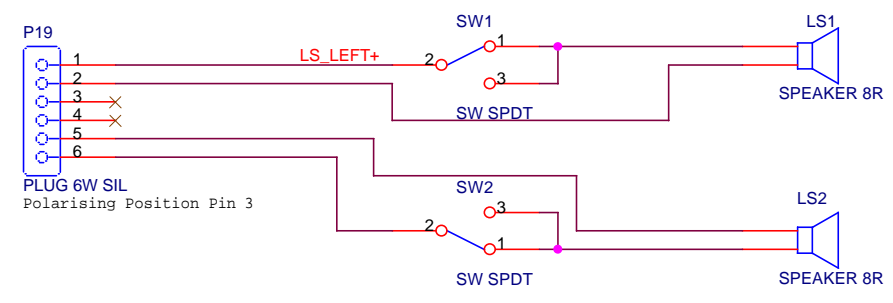 P19
1
2
3
4
5
6
PLUG 6W SIL
Polarising Position Pin 3
LS_LEFT+
SW1
2
1
3
SW SPDT
LS1
SPEAKER 8R
SW2
3
2
1
SW SPDT
LS2
SPEAKER 8R